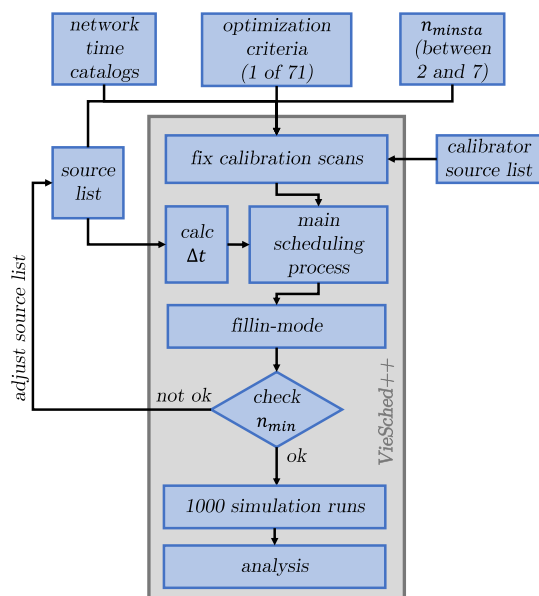 network
time
catalogs
optimization
criteria
(1 of 71)
n_minsta
(between
2 and 7)
fix calibration scans
calibrator
source list
source
list
calc
Δt
main
scheduling
process
fillin-mode
adjust source list
not ok
check
n_min
ok
VieSched++
1000 simulation runs
analysis